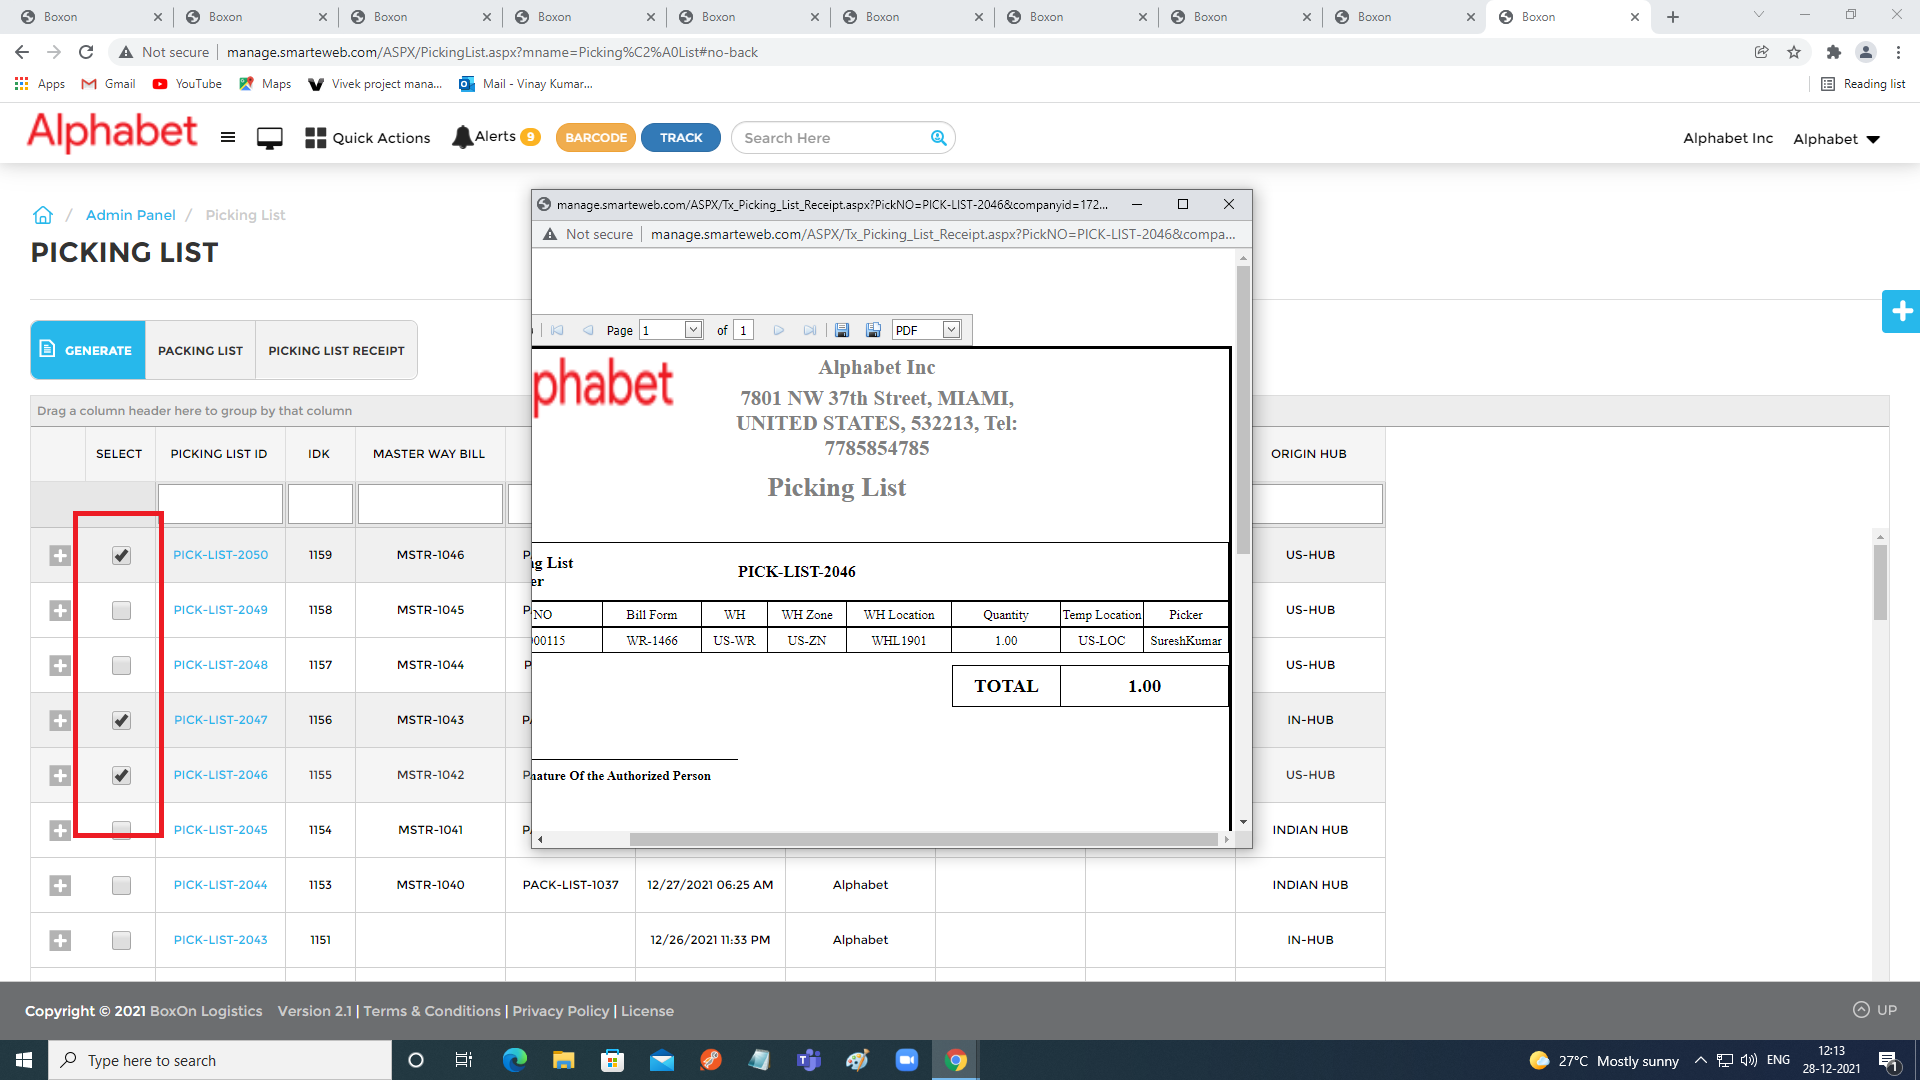 Boxon Boxon Boxon Boxon Boxon Boxon Boxon Boxon Boxon Boxon
Not secure manage.smarteweb.com/ASPX/PickingList.aspx?mname=Picking%C2%A0List#no-back
Apps Gmail YouTube Maps Vivek project mana... Mail - Vinay Kumar... Reading list
Alphabet Quick Actions Alerts 9 BARCODE TRACK Search Here Alphabet Inc Alphabet
/ Admin Panel / Picking List
PICKING LIST
GENERATE PACKING LIST PICKING LIST RECEIPT
Drag a column header here to group by that column
SELECT PICKING LIST ID IDK MASTER WAY BILL ORIGIN HUB
PICK-LIST-2050 1159 MSTR-1046 US-HUB
PICK-LIST-2049 1158 MSTR-1045 US-HUB
PICK-LIST-2048 1157 MSTR-1044 US-HUB
PICK-LIST-2047 1156 MSTR-1043 IN-HUB
PICK-LIST-2046 1155 MSTR-1042 US-HUB
PICK-LIST-2045 1154 MSTR-1041 INDIAN HUB
PICK-LIST-2044 1153 MSTR-1040 PACK-LIST-1037 12/27/2021 06:25 AM Alphabet INDIAN HUB
PICK-LIST-2043 1151 12/26/2021 11:33 PM Alphabet IN-HUB
manage.smarteweb.com/ASPX/Tx_Picking_List_Receipt.aspx?PickNO=PICK-LIST-2046&companyid=172...
Not secure manage.smarteweb.com/ASPX/Tx_Picking_List_Receipt.aspx?PickNO=PICK-LIST-2046&compa...
Page 1 of 1 PDF
phabet
Alphabet Inc
7801 NW 37th Street, MIAMI,
UNITED STATES, 532213, Tel:
7785854785
Picking List
ng List
er
PICK-LIST-2046
NO Bill Form WH WH Zone WH Location Quantity Temp Location Picker
000115 WR-1466 US-WR US-ZN WHL1901 1.00 US-LOC SureshKumar
TOTAL 1.00
nature Of the Authorized Person
Copyright © 2021 BoxOn Logistics Version 2.1 | Terms & Conditions | Privacy Policy | License UP
Type here to search 27°C Mostly sunny ENG 12:13
28-12-2021 1